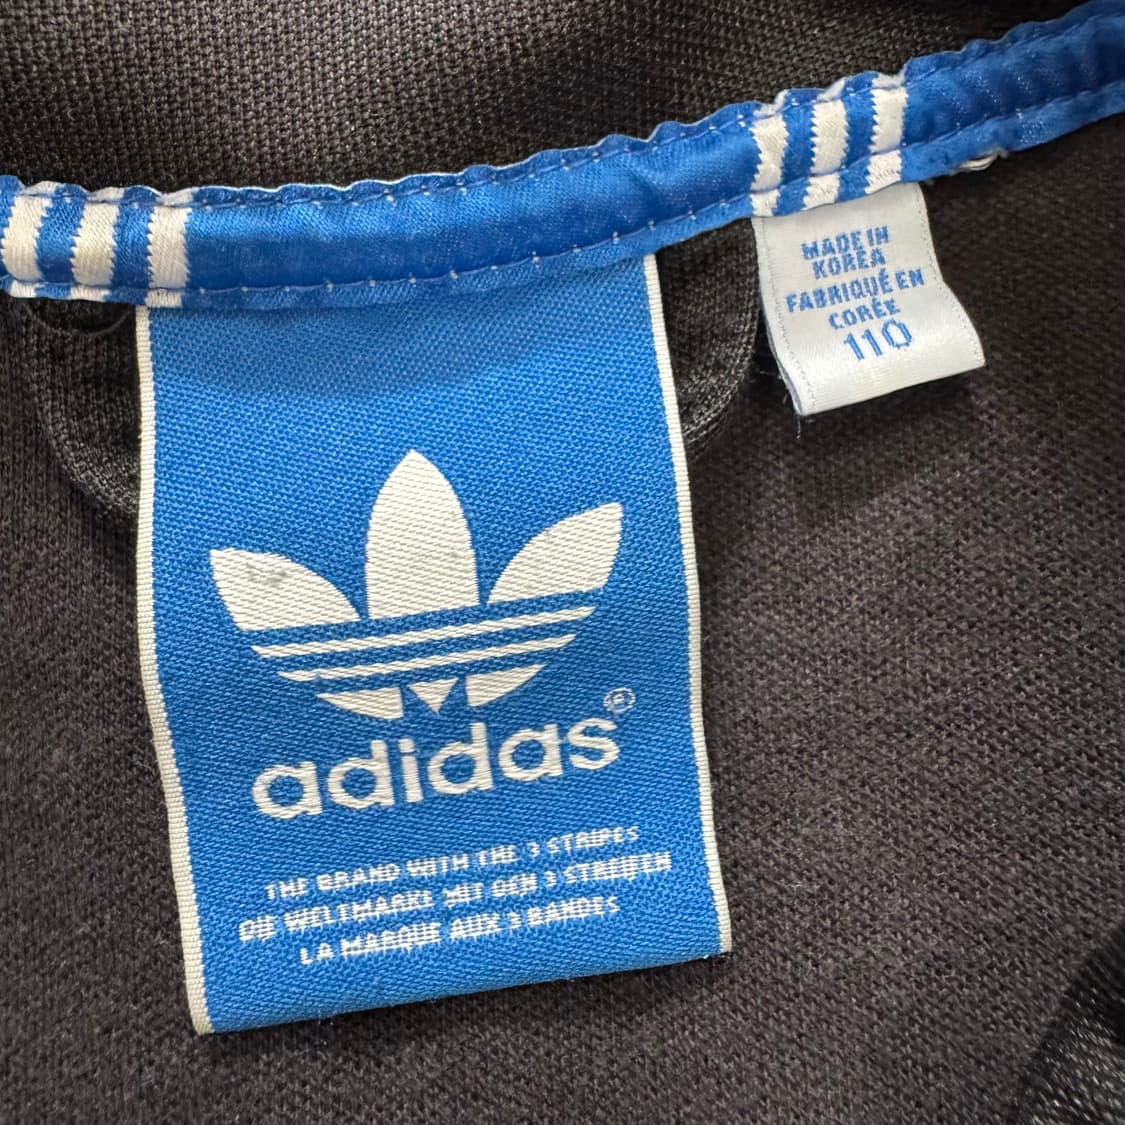 MADE IN
KOREA
FABRIQUÉ EN
CORÉE
110
adidas®
THE BRAND WITH THE 3 STRIPES
DIE WELTMARKE MIT DEN 3 STREIFEN
LA MARQUE AUX 3 BANDES